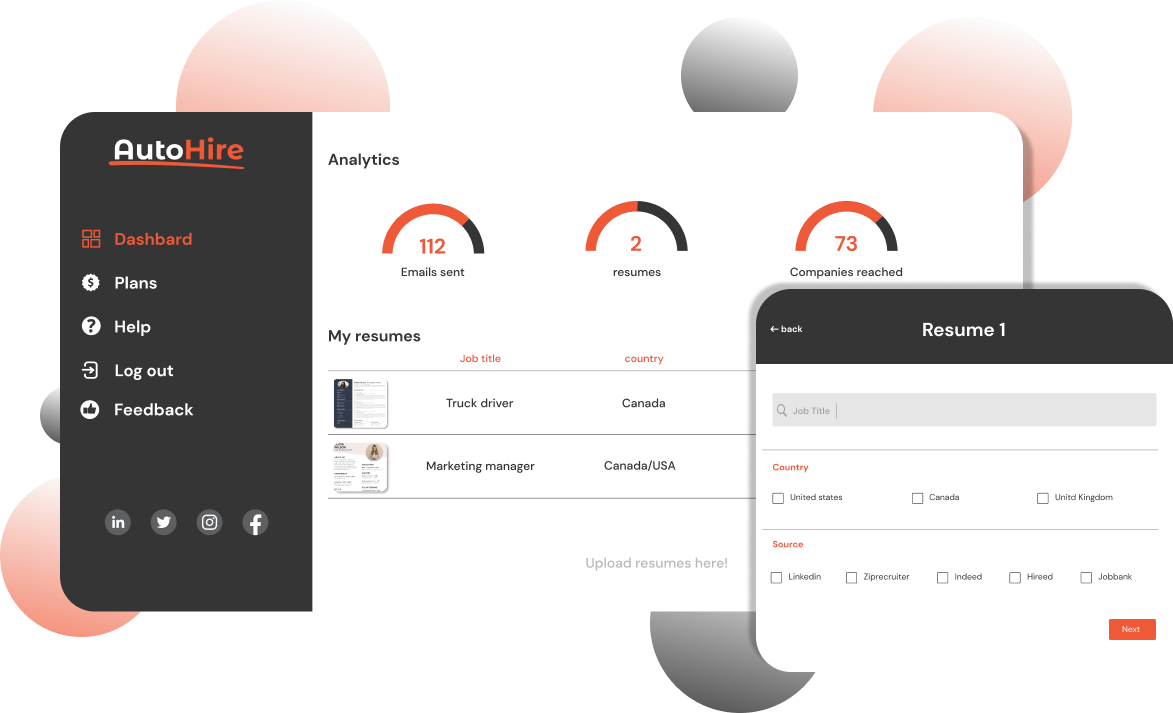 AutoHire
Dashbard
Plans
Help
Log out
Feedback
in
Analytics
112
Emails sent
2
resumes
73
Companies reached
My resumes
Job title
country
Truck driver
Canada
Marketing manager
Canada/USA
Upload resumes here!
← back
Resume 1
Job Title
Country
United states
Canada
Unitd Kingdom
Source
Linkedin
Ziprecruiter
Indeed
Hireed
Jobbank
Next